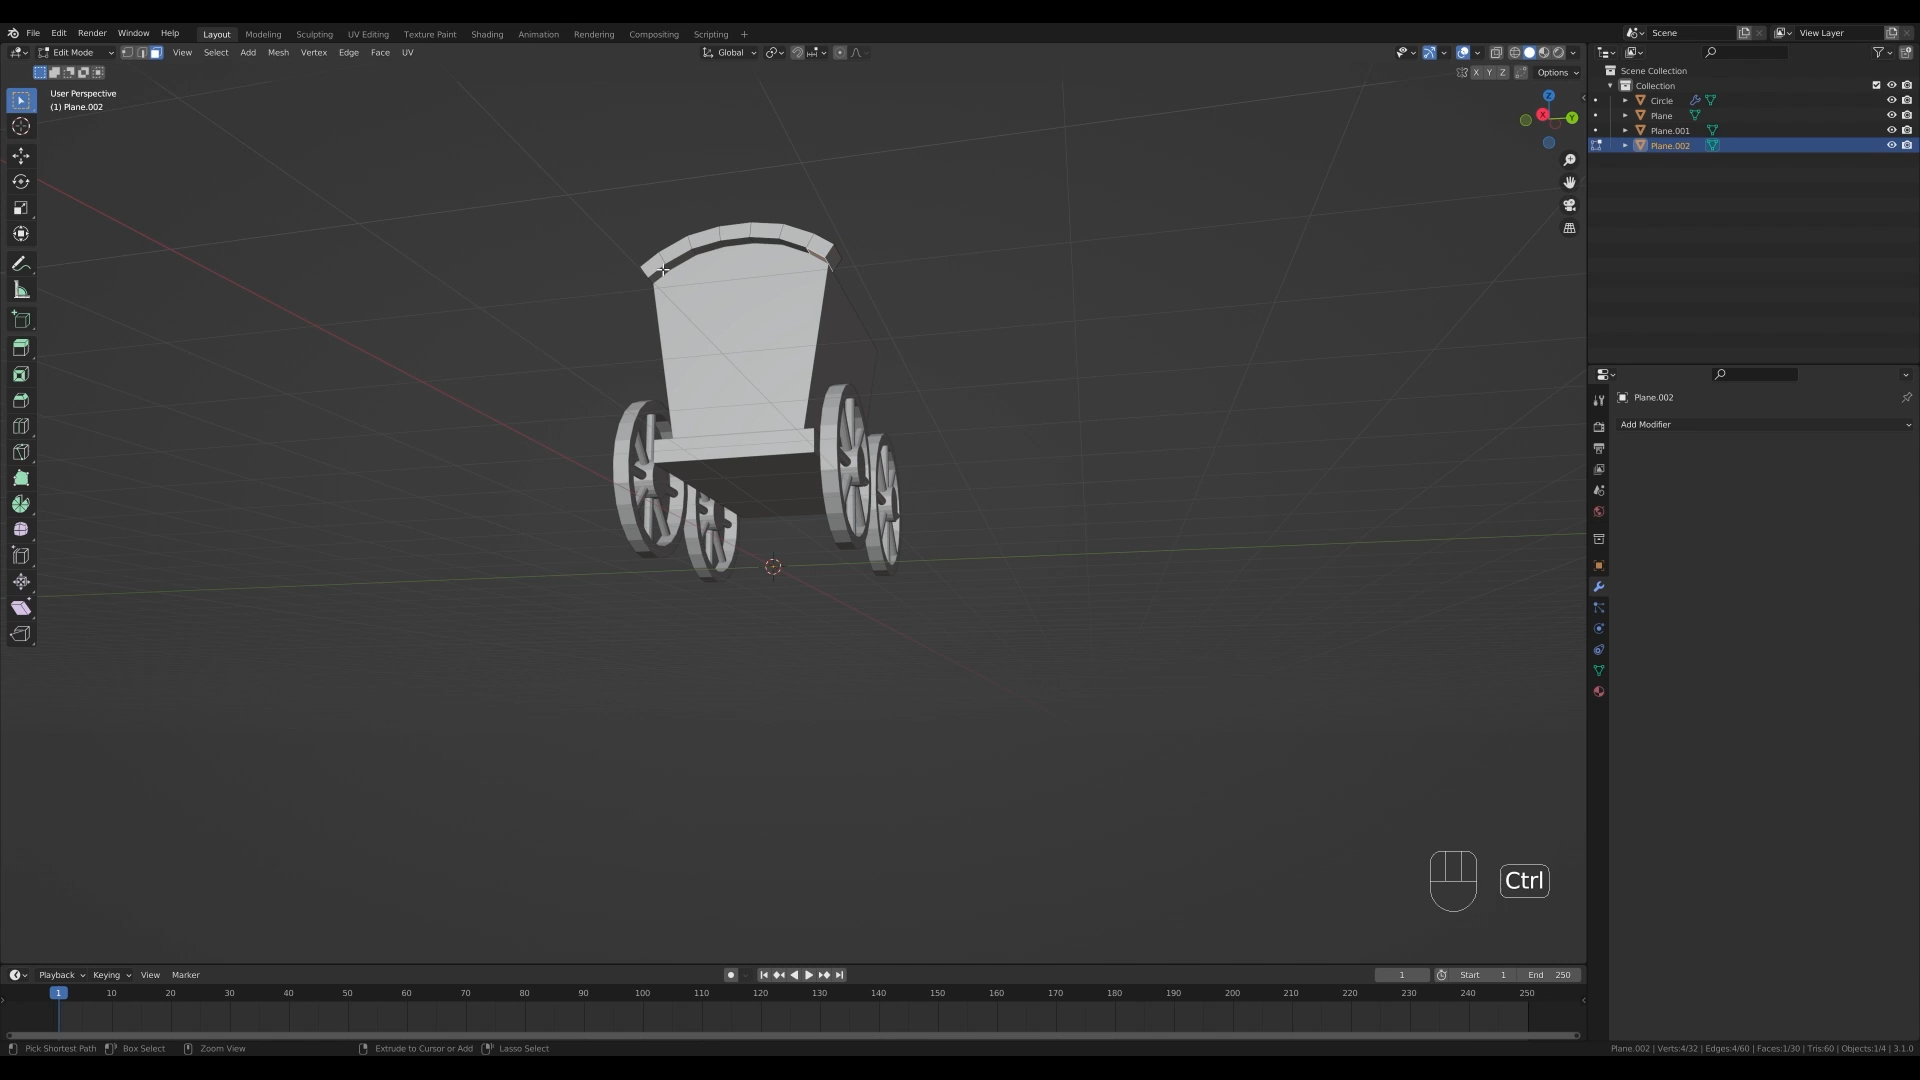 File Edit Render Window Help Layout Modeling Sculpting UV Editing Texture Paint Shading Animation Rendering Compositing Scripting + Scene View Layer
Edit Mode View Select Add Mesh Vertex Edge Face UV Global
X Y Z Options
User Perspective
(1) Plane.002
Z
X
Y
Scene Collection
Collection
Circle
Plane
Plane.001
Plane.002
Plane.002
Add Modifier
Ctrl
Playback Keying View Marker 1 Start 1 End 250
1 10 20 30 40 50 60 70 80 90 100 110 120 130 140 150 160 170 180 190 200 210 220 230 240 250
Pick Shortest Path Box Select Zoom View Extrude to Cursor or Add Lasso Select Plane.002 | Verts:4/32 | Edges:4/60 | Faces:1/30 | Tris:60 | Objects:1/4 | 3.1.0